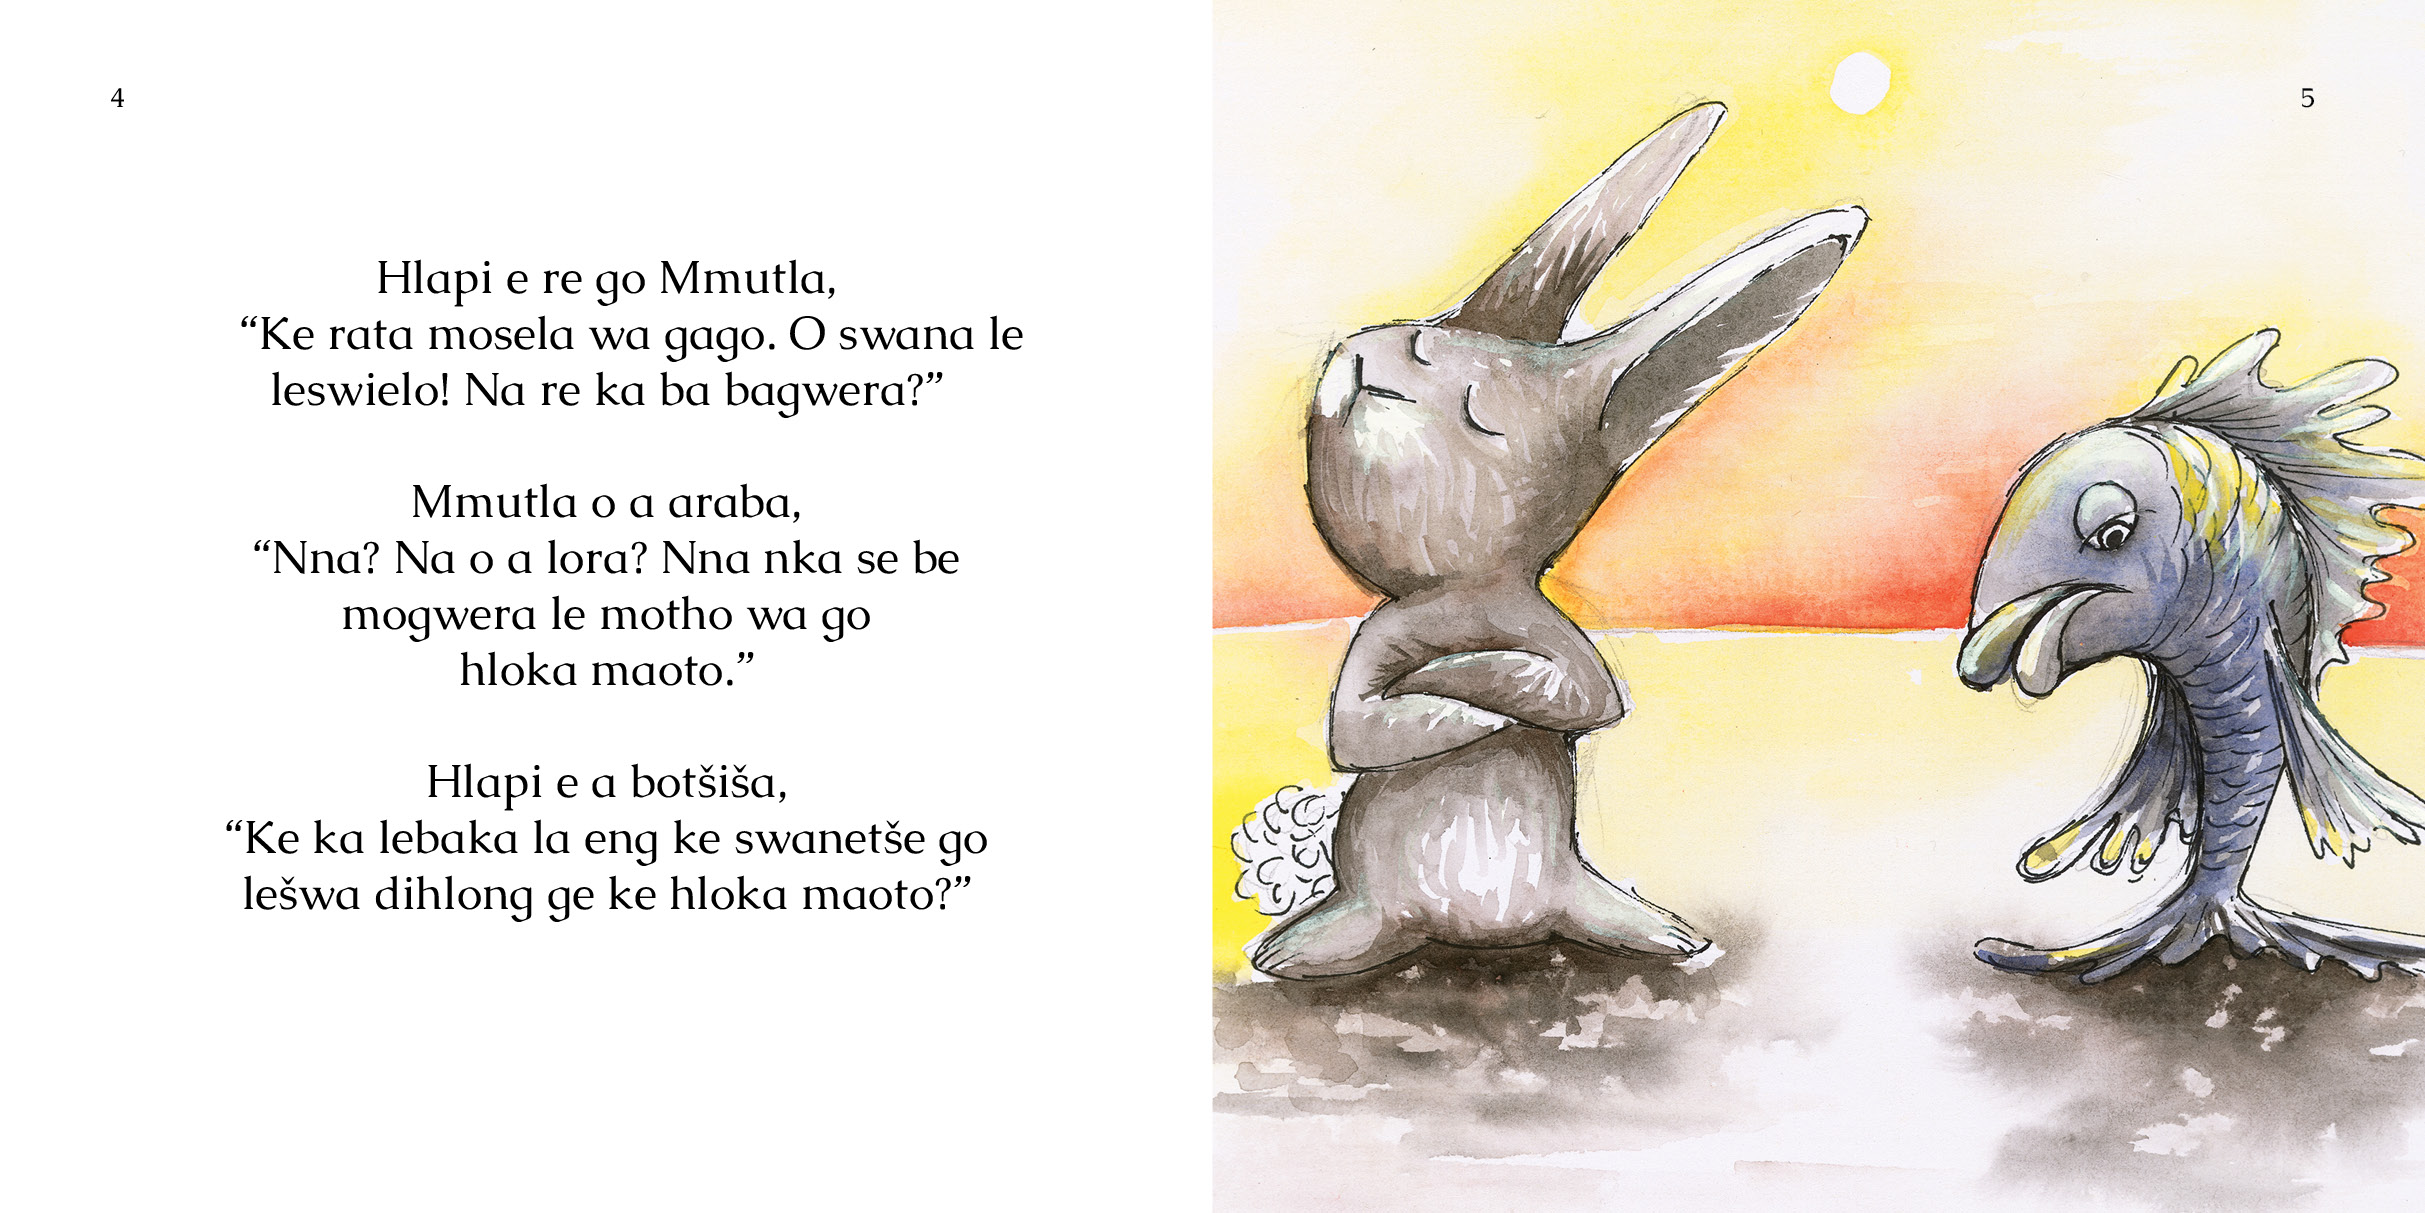 4
Hlapi e re go Mmutla,
“Ke rata mosela wa gago. O swana le
leswielo! Na re ka ba bagwera?”
Mmutla o a araba,
“Nna? Na o a lora? Nna nka se be
mogwera le motho wa go
hloka maoto.”
Hlapi e a botšiša,
“Ke ka lebaka la eng ke swanetše go
lešwa dihlong ge ke hloka maoto?”
5